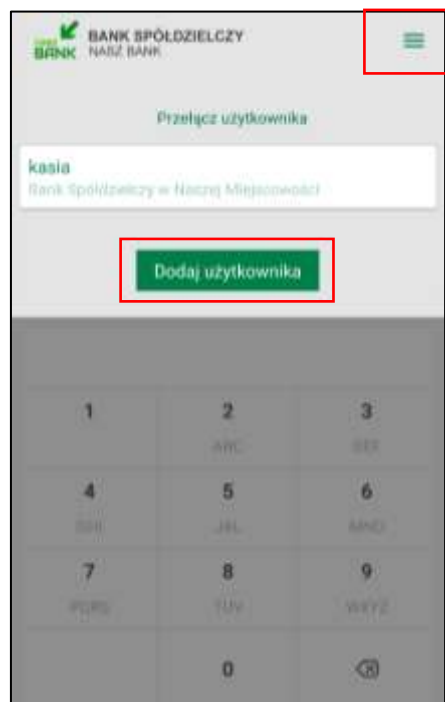 BANK SPÓŁDZIELCZY
NASZ BANK
BANK
Przełącz użytkownika
kasia
Bank Spółdzielczy w Naszej Miejscowości
Dodaj użytkownika
1 2 3
ABC DEF
4 5 6
GHI JKL MNO
7 8 9
PQRS TUV WXYZ
0